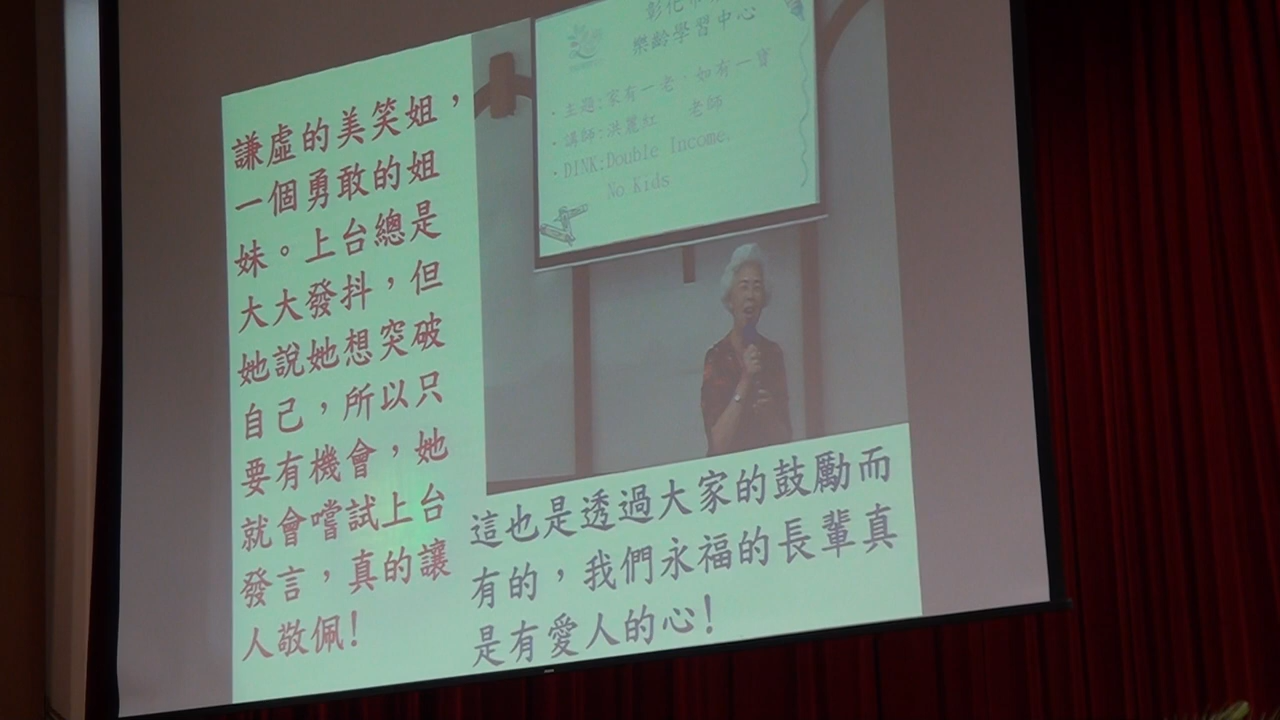 謙虛的美笑姐，
一個勇敢的姐
妹。上台總是
大大發抖，但
她說她想突破
自己，所以只
要有機會，她
就會嚐試上台
發言，真的讓
人敬佩!
彰化市
樂齡學習中心
·主題:家有一老，如有一寶
·講師:洪麗紅 老師
·DINK:Double Income,
No Kids
這也是透過大家的鼓勵而
有的，我們永福的長輩真
是有愛人的心!